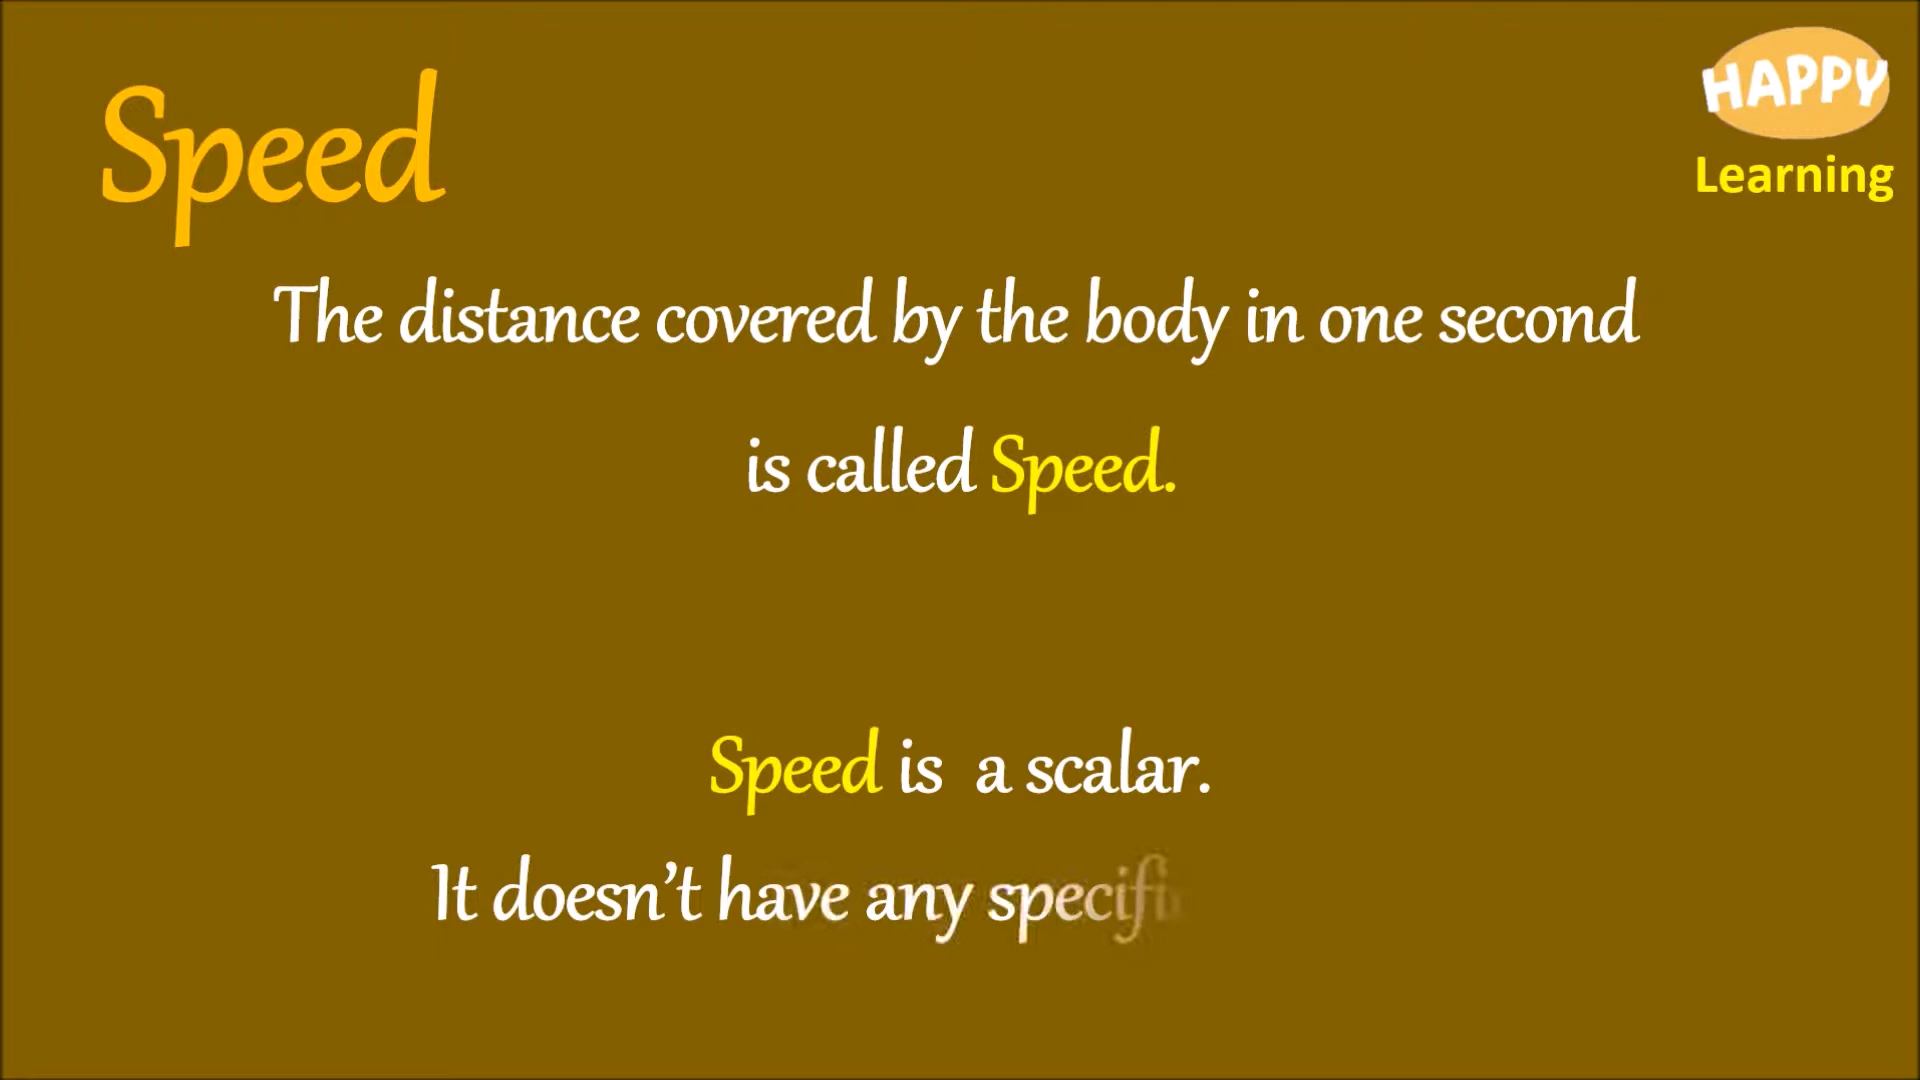 Speed
HAPPY
Learning
The distance covered by the body in one second
is called Speed.
Speed is a scalar.
It doesn't have any